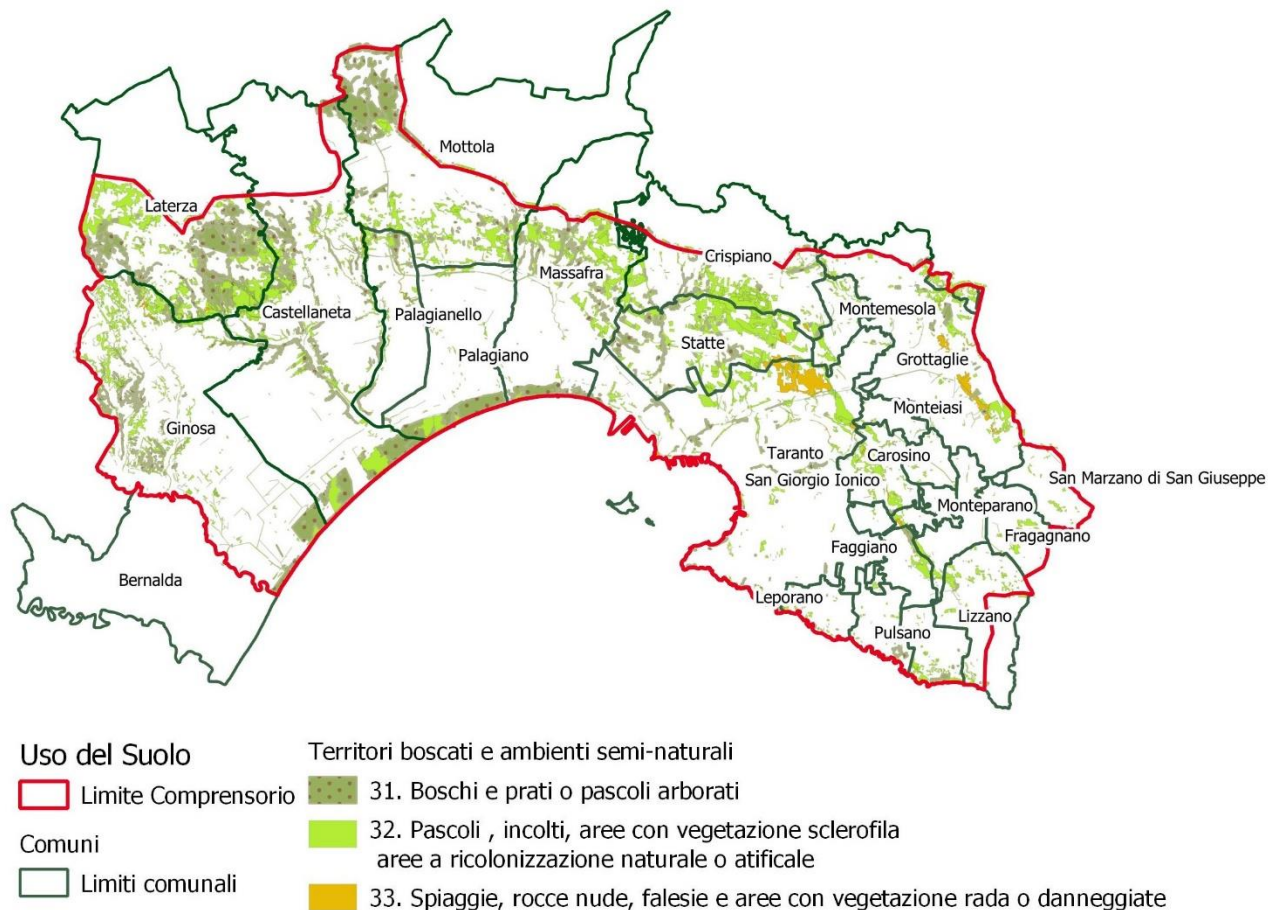 Mottola
Laterza
Crispiano
Massafra
Castellaneta
Palagianello
Montemesola
Statte
Palagiano
Grottaglie
Monteiasi
Ginosa
Taranto
Carosino
San Giorgio Ionico
San Marzano di San Giuseppe
Monteparano
Fragagnano
Faggiano
Bernalda
Leporano
Lizzano
Pulsano
Uso del Suolo
Limite Comprensorio
Comuni
Limiti comunali
Territori boscati e ambienti semi-naturali
31. Boschi e prati o pascoli arborati
32. Pascoli , incolti, aree con vegetazione sclerofila
aree a ricolonizzazione naturale o atificale
33. Spiaggie, rocce nude, falesie e aree con vegetazione rada o danneggiate